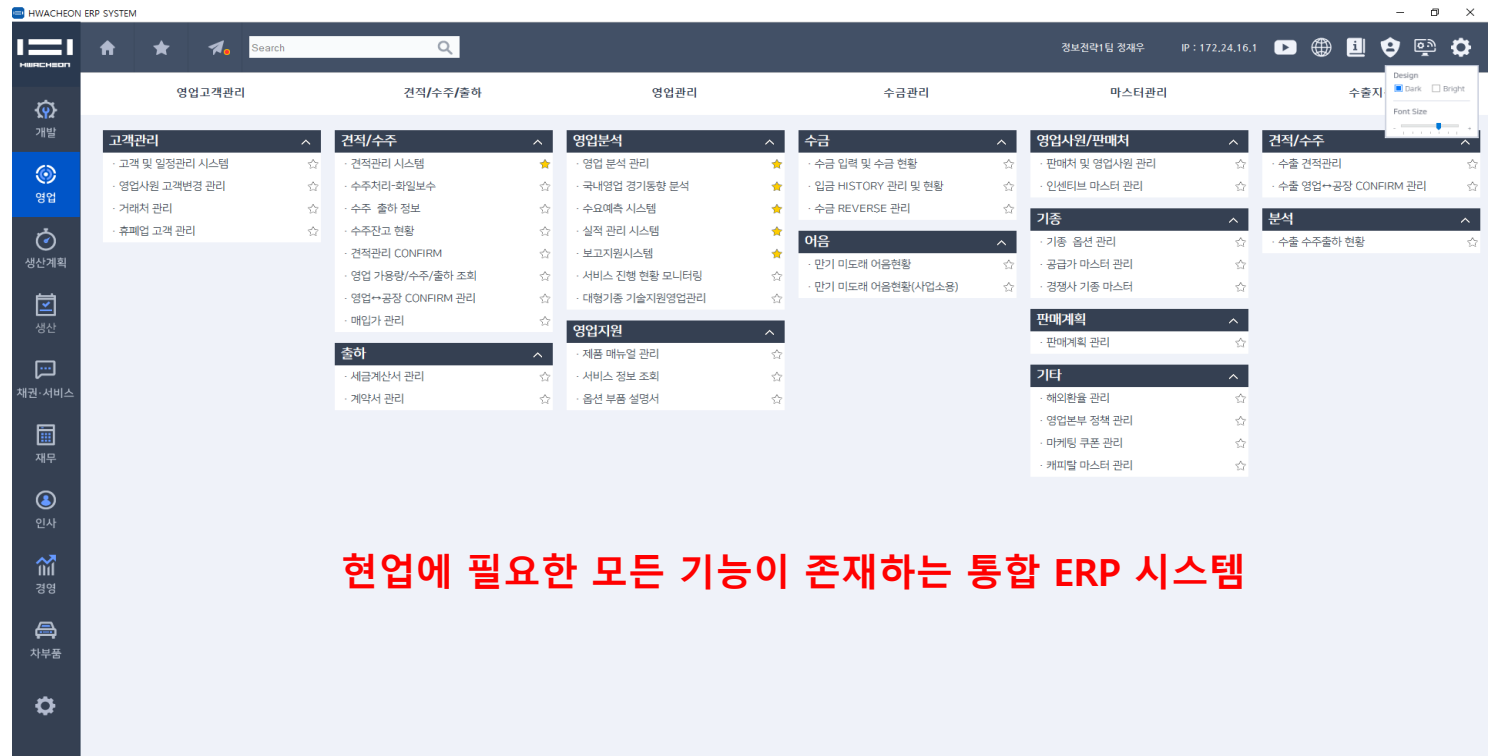 HWACHEON ERP SYSTEM
HWACHEON
Search
정보전략1팀 정재우
IP : 172.24.16.1
Design
Dark
Bright
Font Size
- +
영업고객관리
견적/수주/출하
영업관리
수금관리
마스터관리
수출지
개발
영업
생산계획
생산
채권·서비스
재무
인사
경영
차부품
고객관리
· 고객 및 일정관리 시스템
· 영업사원 고객변경 관리
· 거래처 관리
· 휴폐업 고객 관리
견적/수주
· 견적관리 시스템
· 수주처리-화일보수
· 수주 출하 정보
· 수주잔고 현황
· 견적관리 CONFIRM
· 영업 가용량/수주/출하 조회
· 영업↔공장 CONFIRM 관리
· 매입가 관리
출하
· 세금계산서 관리
· 계약서 관리
영업분석
· 영업 분석 관리
· 국내영업 경기동향 분석
· 수요예측 시스템
· 실적 관리 시스템
· 보고지원시스템
· 서비스 진행 현황 모니터링
· 대형기종 기술지원영업관리
영업지원
· 제품 매뉴얼 관리
· 서비스 정보 조회
· 옵션 부품 설명서
수금
· 수금 입력 및 수금 현황
· 입금 HISTORY 관리 및 현황
· 수금 REVERSE 관리
어음
· 만기 미도래 어음현황
· 만기 미도래 어음현황(사업소용)
영업사원/판매처
· 판매처 및 영업사원 관리
· 인센티브 마스터 관리
기종
· 기종 옵션 관리
· 공급가 마스터 관리
· 경쟁사 기종 마스터
판매계획
· 판매계획 관리
기타
· 해외환율 관리
· 영업본부 정책 관리
· 마케팅 쿠폰 관리
· 캐피탈 마스터 관리
견적/수주
· 수출 견적관리
· 수출 영업↔공장 CONFIRM 관리
분석
· 수출 수주출하 현황
현업에 필요한 모든 기능이 존재하는 통합 ERP 시스템